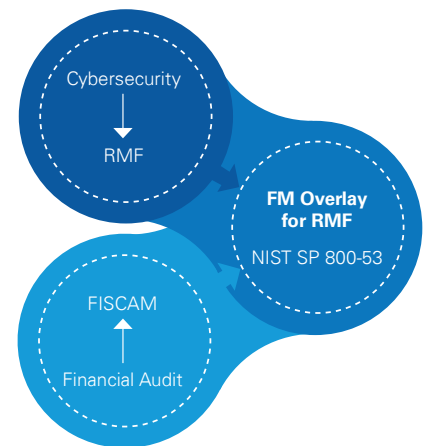 Cybersecurity
RMF
FM Overlay
for RMF
NIST SP 800-53
FISCAM
Financial Audit